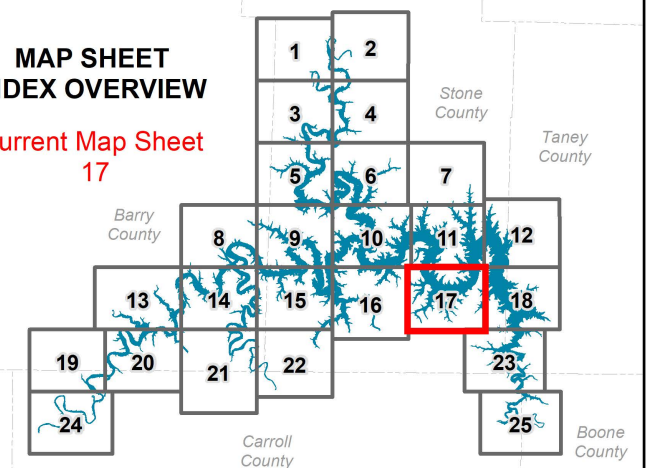 MAP SHEET
NDEX OVERVIEW
urrent Map Sheet
17
1
2
3
4
Stone
County
Taney
County
5
6
7
Barry
County
8
9
10
11
12
13
14
15
16
17
18
19
20
21
22
23
24
25
Carroll
County
Boone
County